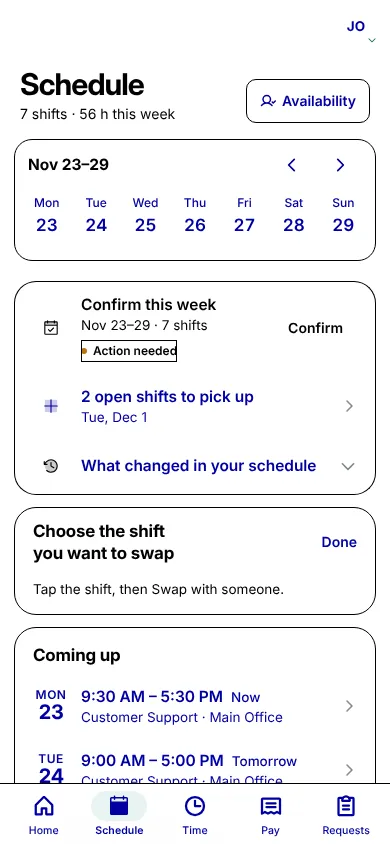 JO
Schedule
7 shifts · 56 h this week
Availability
Nov 23–29
Mon Tue Wed Thu Fri Sat Sun
23 24 25 26 27 28 29
Confirm this week
Nov 23–29 · 7 shifts
Confirm
Action needed
2 open shifts to pick up
Tue, Dec 1
What changed in your schedule
Choose the shift
you want to swap
Done
Tap the shift, then Swap with someone.
Coming up
MON
23
9:30 AM – 5:30 PM Now
Customer Support · Main Office
TUE
24
9:00 AM – 5:00 PM Tomorrow
Customer Support · Main Office
Home Schedule Time Pay Requests